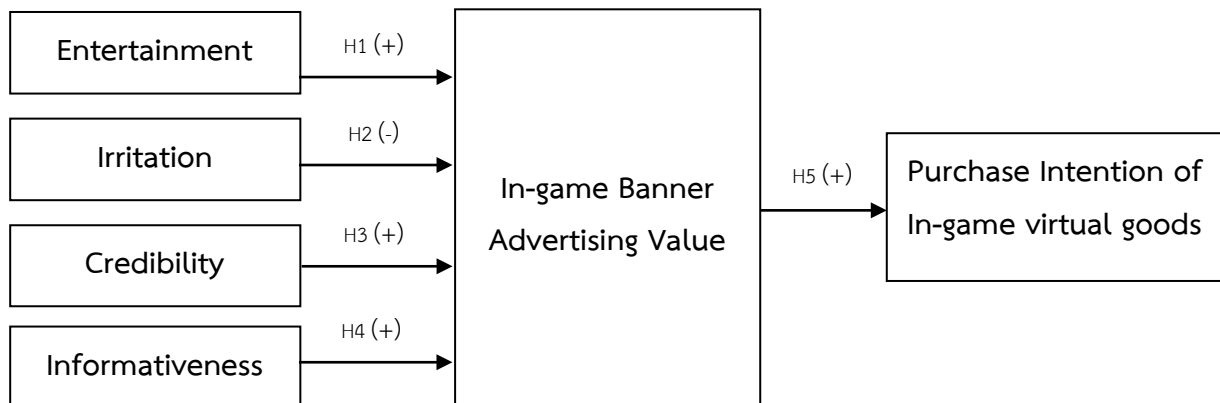 Entertainment
H1 (+)
Irritation
H2 (-)
Credibility
H3 (+)
Informativeness
H4 (+)
In-game Banner
Advertising Value
H5 (+)
Purchase Intention of
In-game virtual goods